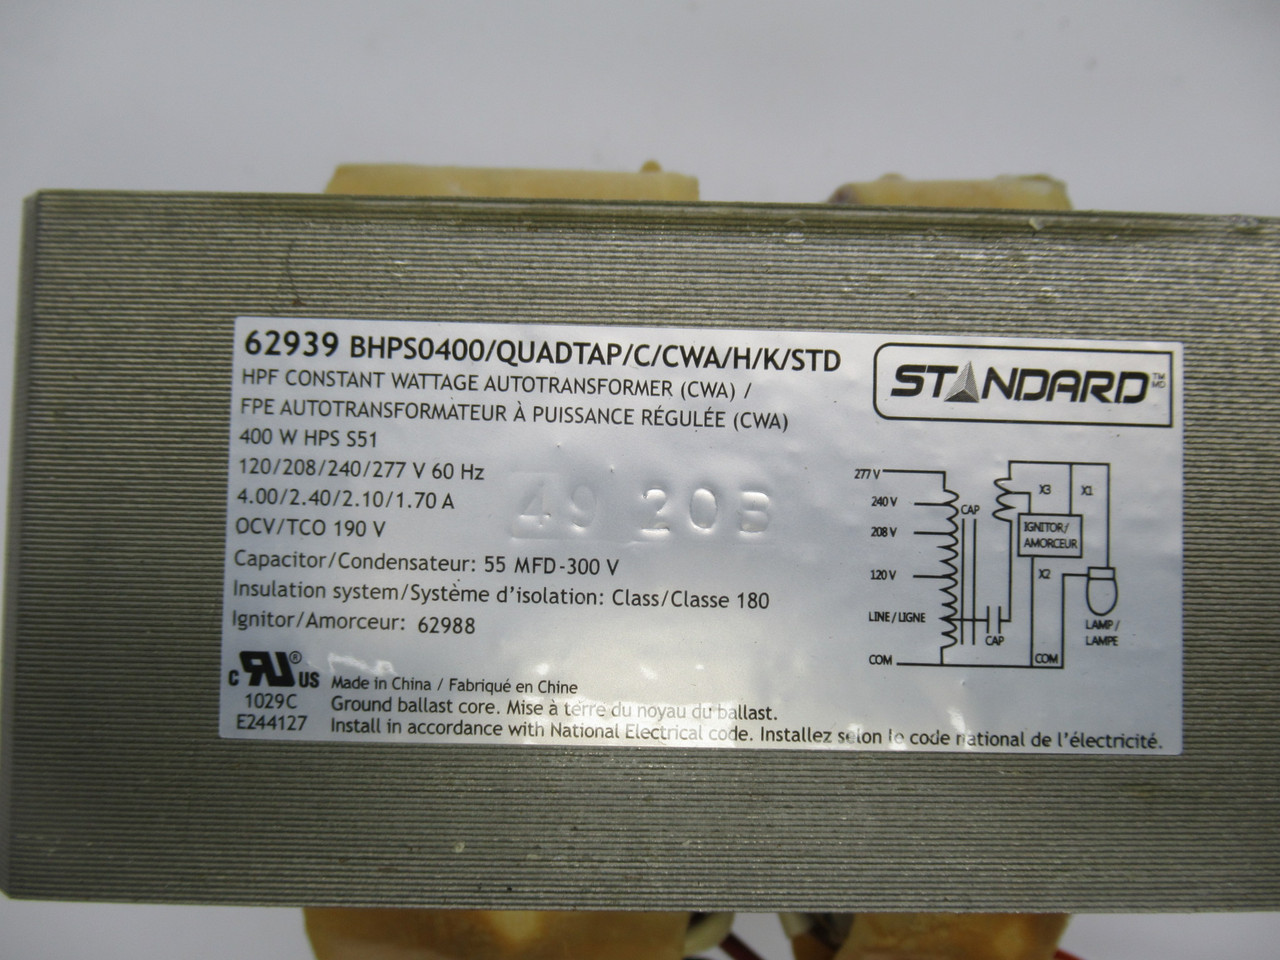 62939 BHPS0400/QUADTAP/C/CWA/H/K/STD
HPF CONSTANT WATTAGE AUTOTRANSFORMER (CWA) /
FPE AUTOTRANSFORMATEUR À PUISSANCE RÉGULÉE (CWA)
400 W HPS S51
120/208/240/277 V 60 Hz
4.00/2.40/2.10/1.70 A
OCV/TCO 190 V
Capacitor/Condensateur: 55 MFD-300 V
Insulation system/Système d'isolation: Class/Classe 180
Ignitor/Amorceur: 62988
49 20B
STANDARD TM MD
277 V
240 V
208 V
120 V
LINE/LIGNE
COM
CAP
CAP
X3
X1
IGNITOR/
AMORCEUR
X2
COM
LAMP/
LAMPE
c RU ® US
1029C
E244127
Made in China / Fabriqué en Chine
Ground ballast core. Mise à terre du noyau du ballast.
Install in accordance with National Electrical code. Installez selon le code national de l'électricité.